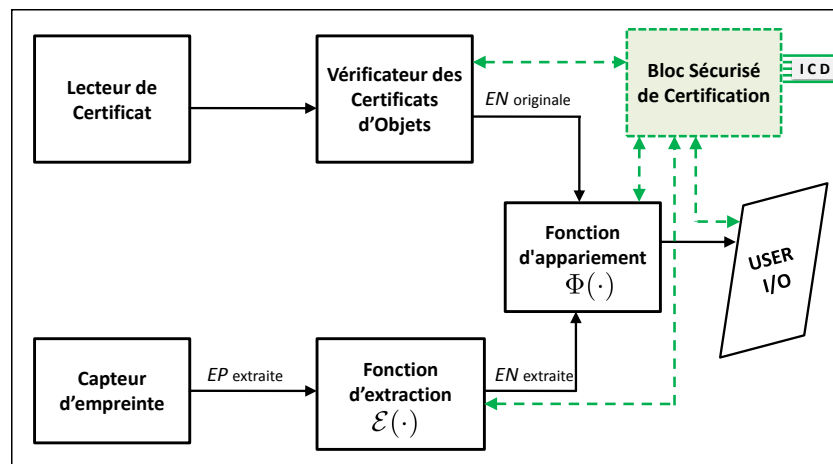 Lecteur de
Certificat
Vérificateur des
Certificats
d'Objets
Bloc Sécurisé
de Certification
I C D
EN originale
Fonction
d'appariement
Φ(·)
USER
I/O
Capteur
d'empreinte
EP extraite
Fonction
d'extraction
ℰ(·)
EN extraite